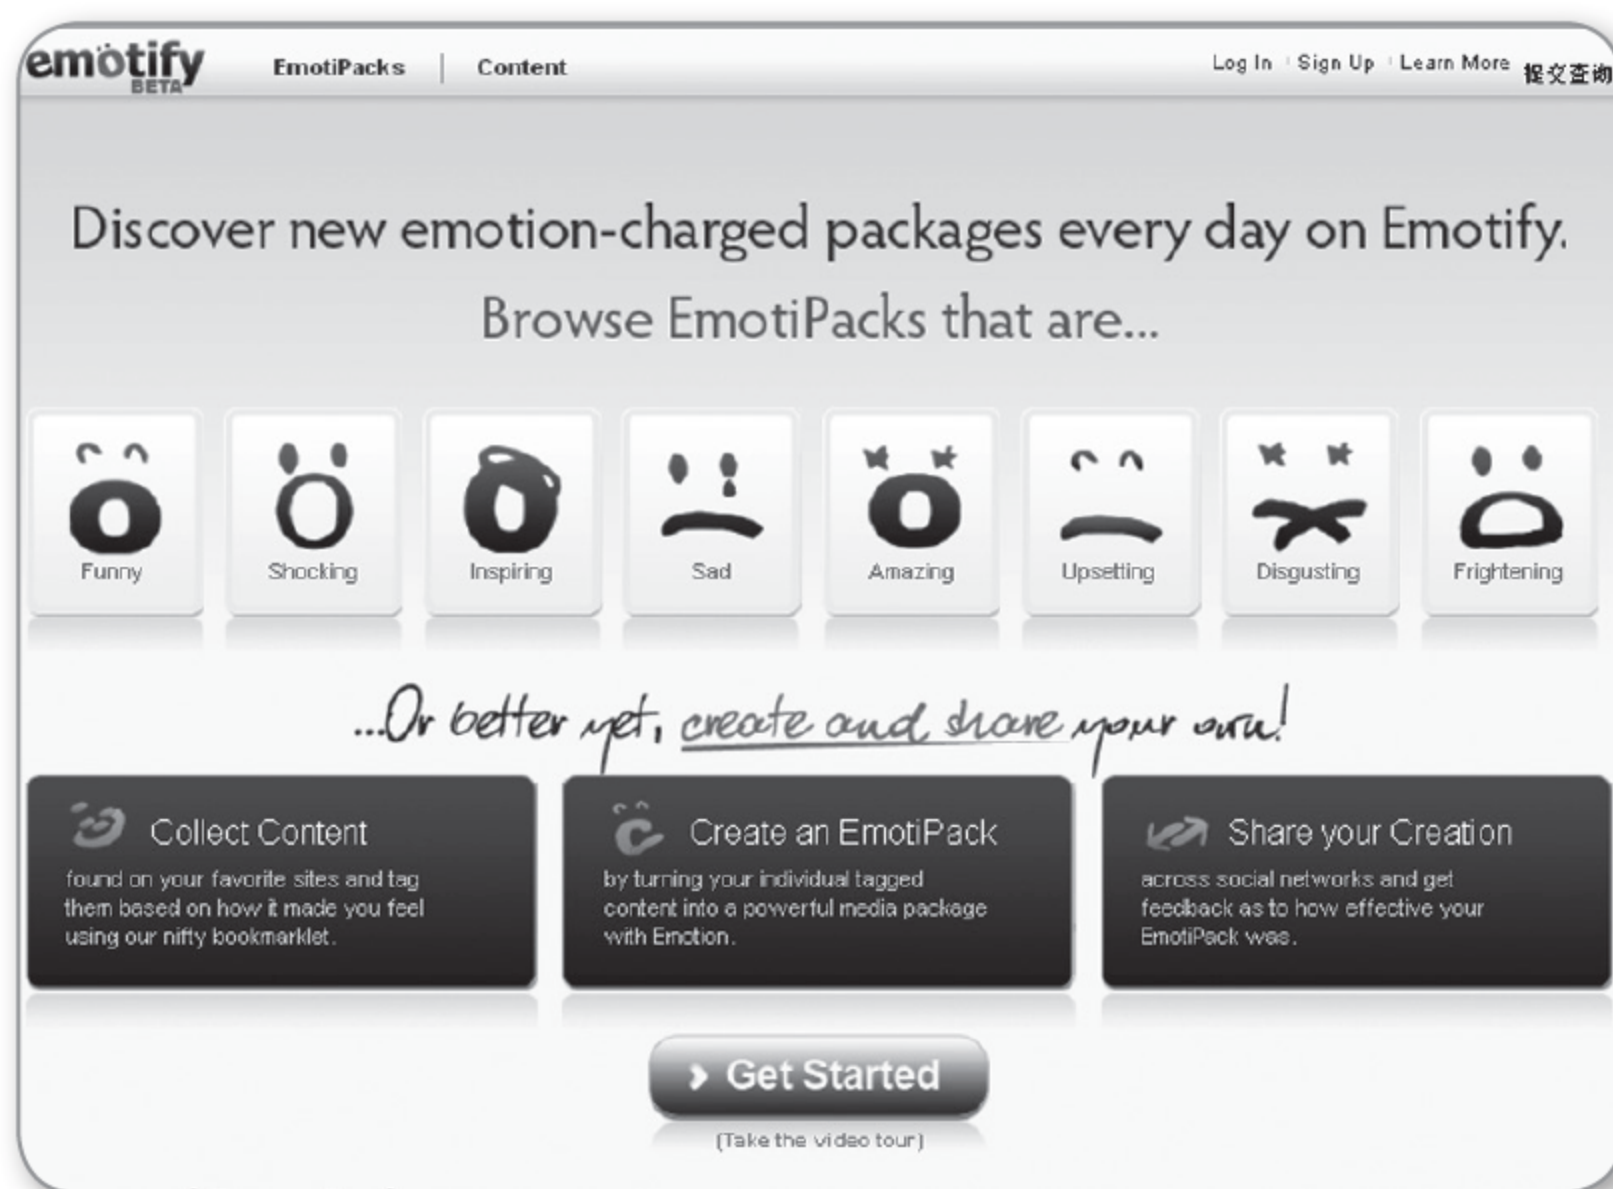 emötify
BETA
EmotiPacks
Content
Log In
Sign Up
Learn More
提交查询
Discover new emotion-charged packages every day on Emotify.
Browse EmotiPacks that are...
Funny
Shocking
Inspiring
Sad
Amazing
Upsetting
Disgusting
Frightening
...Or better yet, create and share your own!
Collect Content
found on your favorite sites and tag
them based on how it made you feel
using our nifty bookmarklet.
Create an EmotiPack
by turning your individual tagged
content into a powerful media package
with Emotion.
Share your Creation
across social networks and get
feedback as to how effective your
EmotiPack was.
Get Started
(Take the video tour)